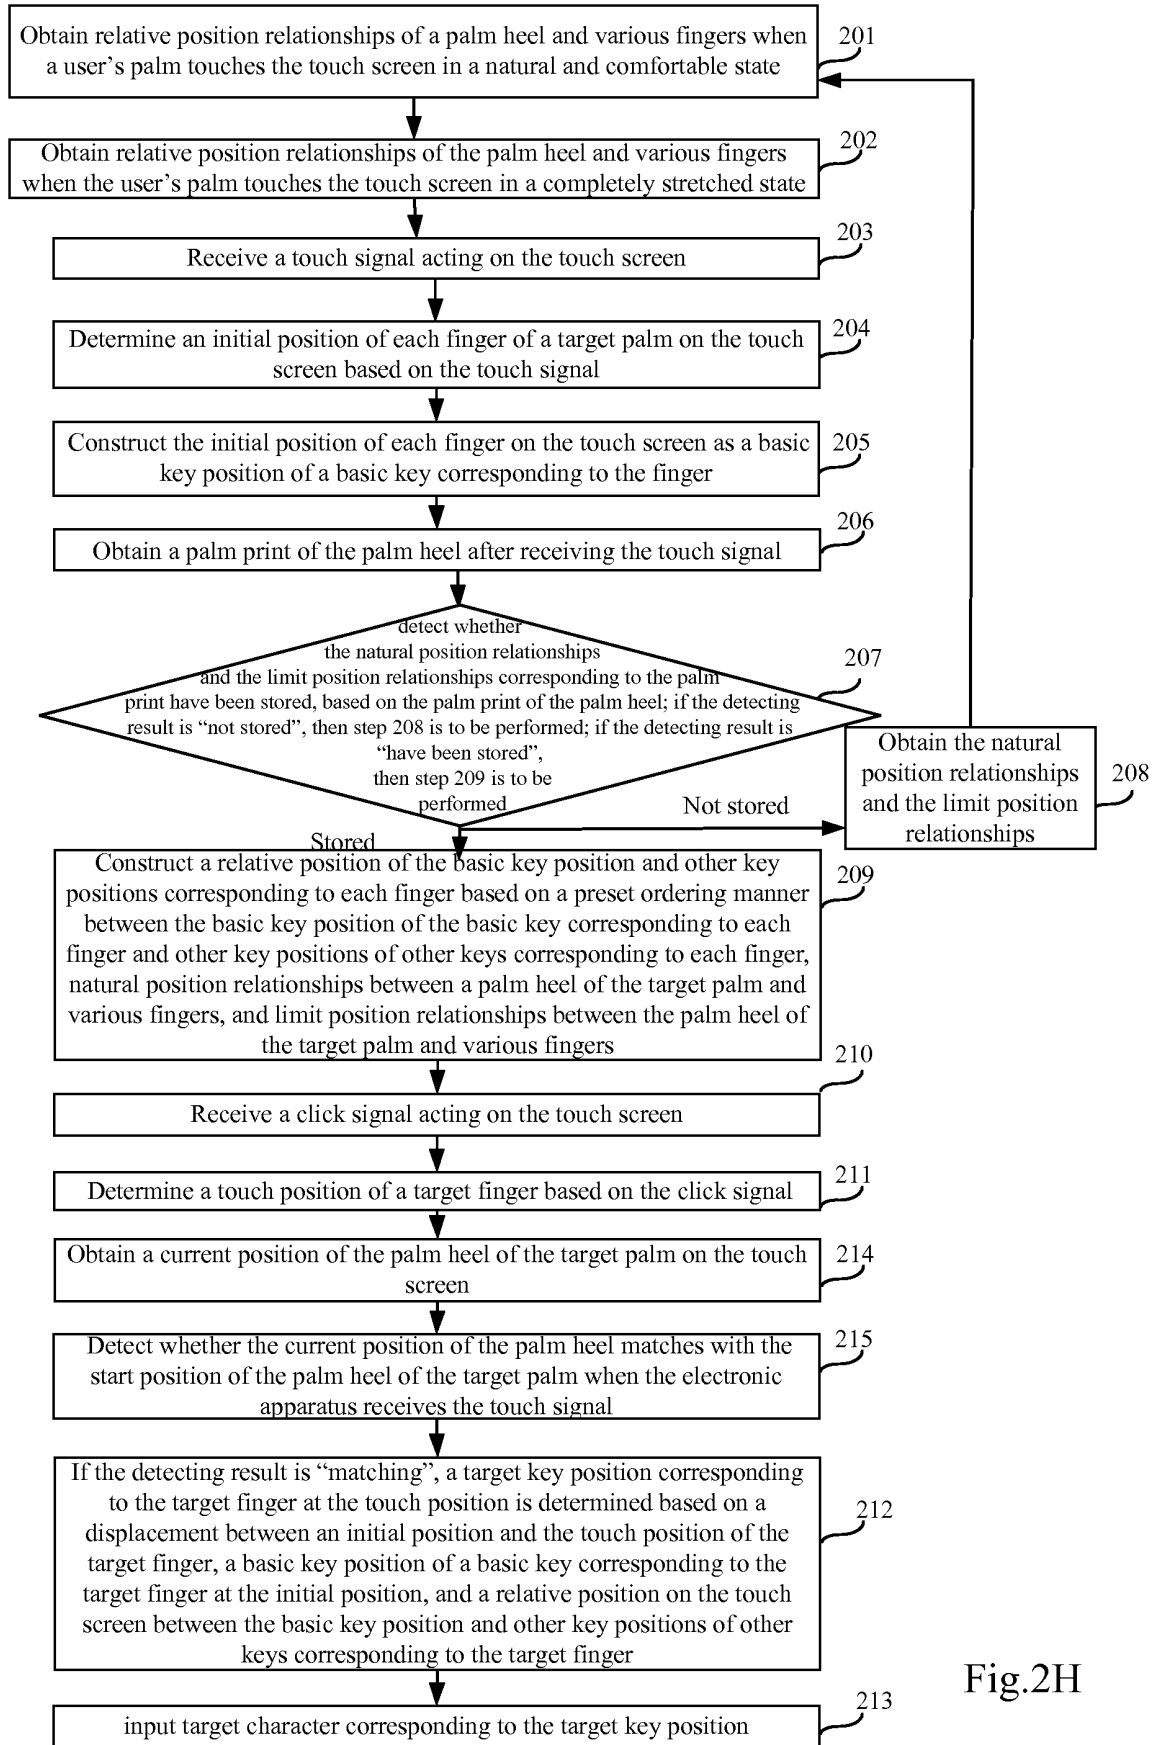 Obtain relative position relationships of a palm heel and various fingers when
a user's palm touches the touch screen in a natural and comfortable state
201
Obtain relative position relationships of the palm heel and various fingers
when the user's palm touches the touch screen in a completely stretched state
202
Receive a touch signal acting on the touch screen
203
Determine an initial position of each finger of a target palm on the touch
screen based on the touch signal
204
Construct the initial position of each finger on the touch screen as a basic
key position of a basic key corresponding to the finger
205
Obtain a palm print of the palm heel after receiving the touch signal
206
detect whether
the natural position relationships
and the limit position relationships corresponding to the palm
print have been stored, based on the palm print of the palm heel; if the detecting
result is “not stored”, then step 208 is to be performed; if the detecting result is
“have been stored”,
then step 209 is to be
performed
207
Obtain the natural
position relationships
and the limit position
relationships
208
Not stored
Stored
Construct a relative position of the basic key position and other key
positions corresponding to each finger based on a preset ordering manner
between the basic key position of the basic key corresponding to each
finger and other key positions of other keys corresponding to each finger,
natural position relationships between a palm heel of the target palm and
various fingers, and limit position relationships between the palm heel of
the target palm and various fingers
209
Receive a click signal acting on the touch screen
210
Determine a touch position of a target finger based on the click signal
211
Obtain a current position of the palm heel of the target palm on the touch
screen
214
Detect whether the current position of the palm heel matches with the
start position of the palm heel of the target palm when the electronic
apparatus receives the touch signal
215
If the detecting result is “matching”, a target key position corresponding
to the target finger at the touch position is determined based on a
displacement between an initial position and the touch position of the
target finger, a basic key position of a basic key corresponding to the
target finger at the initial position, and a relative position on the touch
screen between the basic key position and other key positions of other
keys corresponding to the target finger
212
input target character corresponding to the target key position
213
Fig.2H